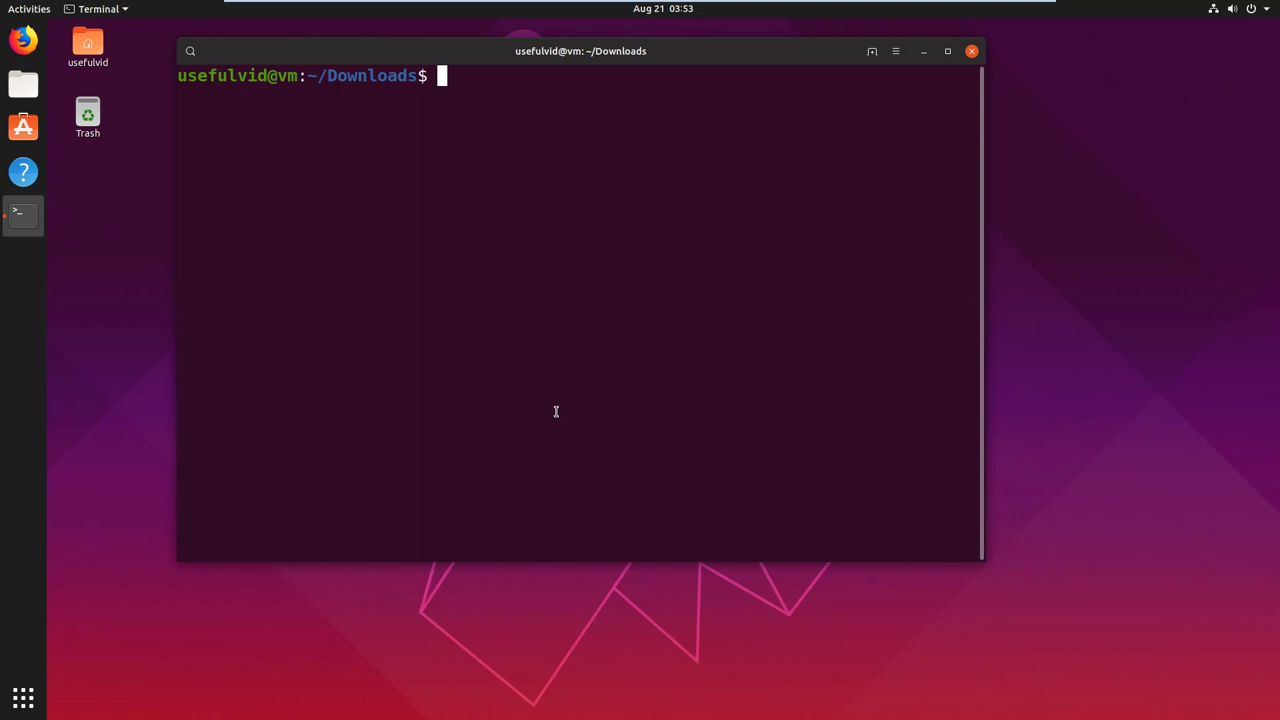 Activities
Terminal
Aug 21 03:53
usefulvid
Trash
usefulvid@vm: ~/Downloads
usefulvid@vm:~/Downloads$